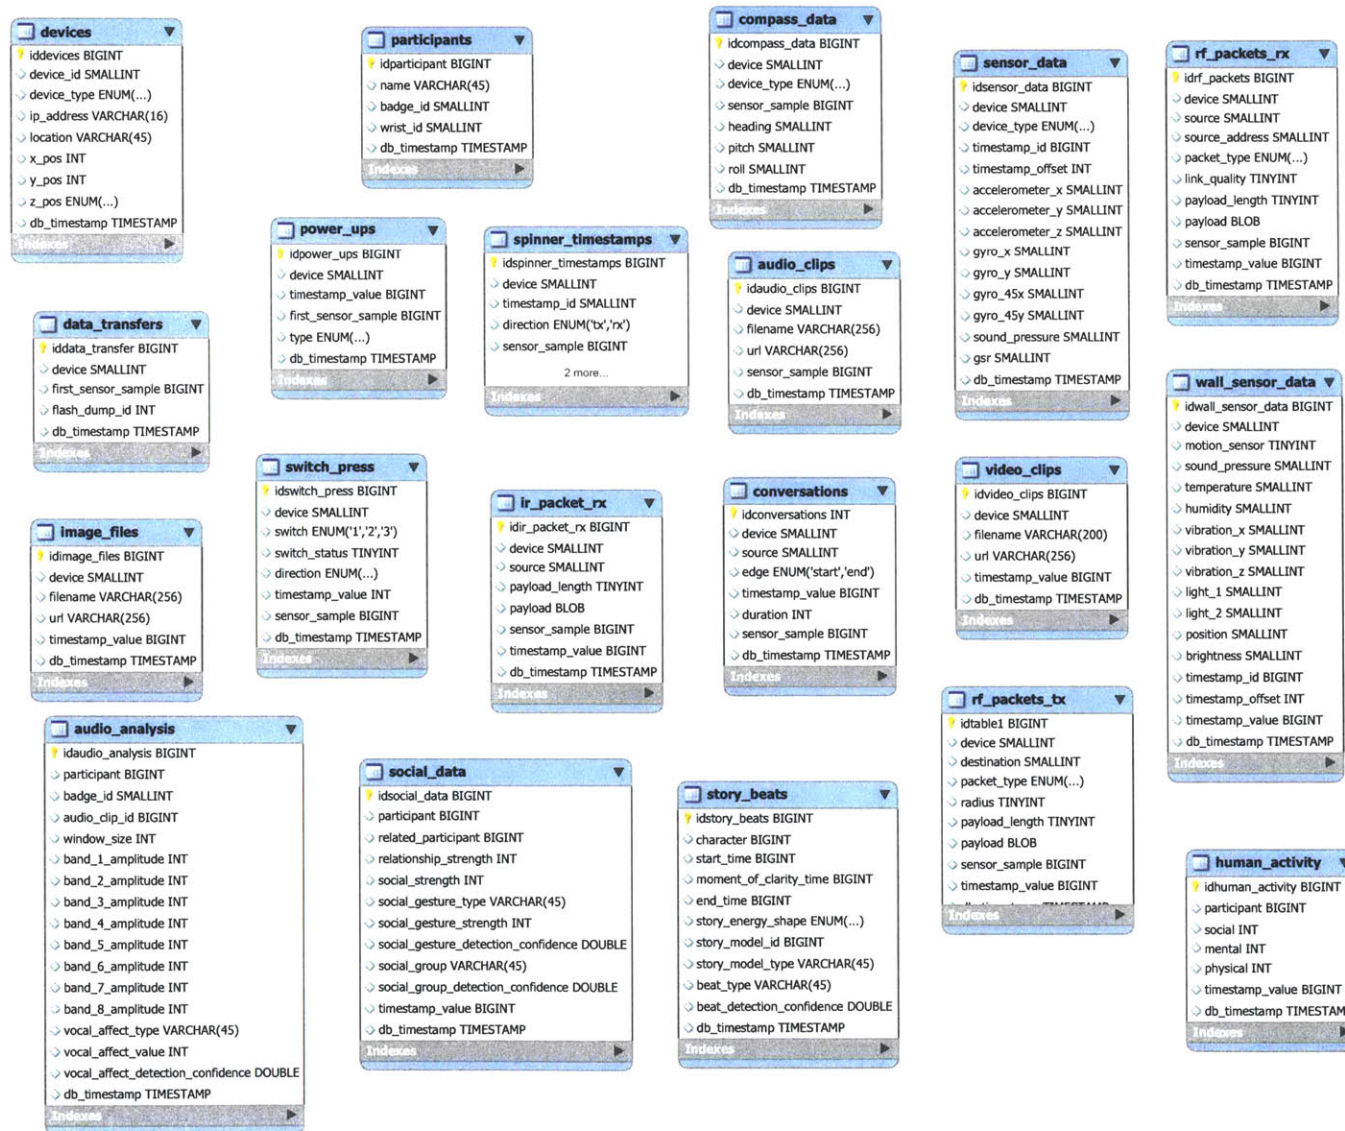 devices
iddevices BIGINT
device_id SMALLINT
device_type ENUM(...)
ip_address VARCHAR(16)
location VARCHAR(45)
x_pos INT
y_pos INT
z_pos ENUM(...)
db_timestamp TIMESTAMP
Indexes
participants
idparticipant BIGINT
name VARCHAR(45)
badge_id SMALLINT
wrist_id SMALLINT
db_timestamp TIMESTAMP
Indexes
compass_data
idcompass_data BIGINT
device SMALLINT
device_type ENUM(...)
sensor_sample BIGINT
heading SMALLINT
pitch SMALLINT
roll SMALLINT
db_timestamp TIMESTAMP
Indexes
sensor_data
idsensor_data BIGINT
device SMALLINT
device_type ENUM(...)
timestamp_id BIGINT
timestamp_offset INT
accelerometer_x SMALLINT
accelerometer_y SMALLINT
accelerometer_z SMALLINT
gyro_x SMALLINT
gyro_y SMALLINT
gyro_45x SMALLINT
gyro_45y SMALLINT
sound_pressure SMALLINT
gsr SMALLINT
db_timestamp TIMESTAMP
Indexes
rf_packets_rx
idrf_packets BIGINT
device SMALLINT
source SMALLINT
source_address SMALLINT
packet_type ENUM(...)
link_quality TINYINT
payload_length TINYINT
payload BLOB
sensor_sample BIGINT
timestamp_value BIGINT
db_timestamp TIMESTAMP
Indexes
power_ups
idpower_ups BIGINT
device SMALLINT
timestamp_value BIGINT
first_sensor_sample BIGINT
type ENUM(...)
db_timestamp TIMESTAMP
Indexes
spinner_timestamps
idspinner_timestamps BIGINT
device SMALLINT
timestamp_id SMALLINT
direction ENUM('tx','rx')
sensor_sample BIGINT
2 more...
Indexes
audio_clips
idaudio_clips BIGINT
device SMALLINT
filename VARCHAR(256)
url VARCHAR(256)
sensor_sample BIGINT
db_timestamp TIMESTAMP
Indexes
data_transfers
iddata_transfer BIGINT
device SMALLINT
first_sensor_sample BIGINT
flash_dump_id INT
db_timestamp TIMESTAMP
Indexes
wall_sensor_data
idwall_sensor_data BIGINT
device SMALLINT
motion_sensor TINYINT
sound_pressure SMALLINT
temperature SMALLINT
humidity SMALLINT
vibration_x SMALLINT
vibration_y SMALLINT
vibration_z SMALLINT
light_1 SMALLINT
light_2 SMALLINT
position SMALLINT
brightness SMALLINT
timestamp_id BIGINT
timestamp_offset INT
timestamp_value BIGINT
db_timestamp TIMESTAMP
Indexes
switch_press
idswitch_press BIGINT
device SMALLINT
switch ENUM('1','2','3')
switch_status TINYINT
direction ENUM(...)
timestamp_value INT
sensor_sample BIGINT
db_timestamp TIMESTAMP
Indexes
ir_packet_rx
idir_packet_rx BIGINT
device SMALLINT
source SMALLINT
payload_length TINYINT
payload BLOB
sensor_sample BIGINT
timestamp_value BIGINT
db_timestamp TIMESTAMP
Indexes
conversations
idconversations INT
device SMALLINT
source SMALLINT
edge ENUM('start','end')
timestamp_value BIGINT
duration INT
sensor_sample BIGINT
db_timestamp TIMESTAMP
Indexes
video_clips
idvideo_clips BIGINT
device SMALLINT
filename VARCHAR(200)
url VARCHAR(256)
timestamp_value BIGINT
db_timestamp TIMESTAMP
Indexes
image_files
idimage_files BIGINT
device SMALLINT
filename VARCHAR(256)
url VARCHAR(256)
timestamp_value BIGINT
db_timestamp TIMESTAMP
Indexes
rf_packets_tx
idtable1 BIGINT
device SMALLINT
destination SMALLINT
packet_type ENUM(...)
radius TINYINT
payload_length TINYINT
payload BLOB
sensor_sample BIGINT
timestamp_value BIGINT
Indexes
audio_analysis
idaudio_analysis BIGINT
participant BIGINT
badge_id SMALLINT
audio_clip_id BIGINT
window_size INT
band_1_amplitude INT
band_2_amplitude INT
band_3_amplitude INT
band_4_amplitude INT
band_5_amplitude INT
band_6_amplitude INT
band_7_amplitude INT
band_8_amplitude INT
vocal_affect_type VARCHAR(45)
vocal_affect_value INT
vocal_affect_detection_confidence DOUBLE
db_timestamp TIMESTAMP
Indexes
social_data
idsocial_data BIGINT
participant BIGINT
related_participant BIGINT
relationship_strength INT
social_strength INT
social_gesture_type VARCHAR(45)
social_gesture_strength INT
social_gesture_detection_confidence DOUBLE
social_group VARCHAR(45)
social_group_detection_confidence DOUBLE
timestamp_value BIGINT
db_timestamp TIMESTAMP
Indexes
story_beats
idstory_beats BIGINT
character BIGINT
start_time BIGINT
moment_of_clarity_time BIGINT
end_time BIGINT
story_energy_shape ENUM(...)
story_model_id BIGINT
story_model_type VARCHAR(45)
beat_type VARCHAR(45)
beat_detection_confidence DOUBLE
db_timestamp TIMESTAMP
Indexes
human_activity
idhuman_activity BIGINT
participant BIGINT
social INT
mental INT
physical INT
timestamp_value BIGINT
db_timestamp TIMESTAM
Indexes